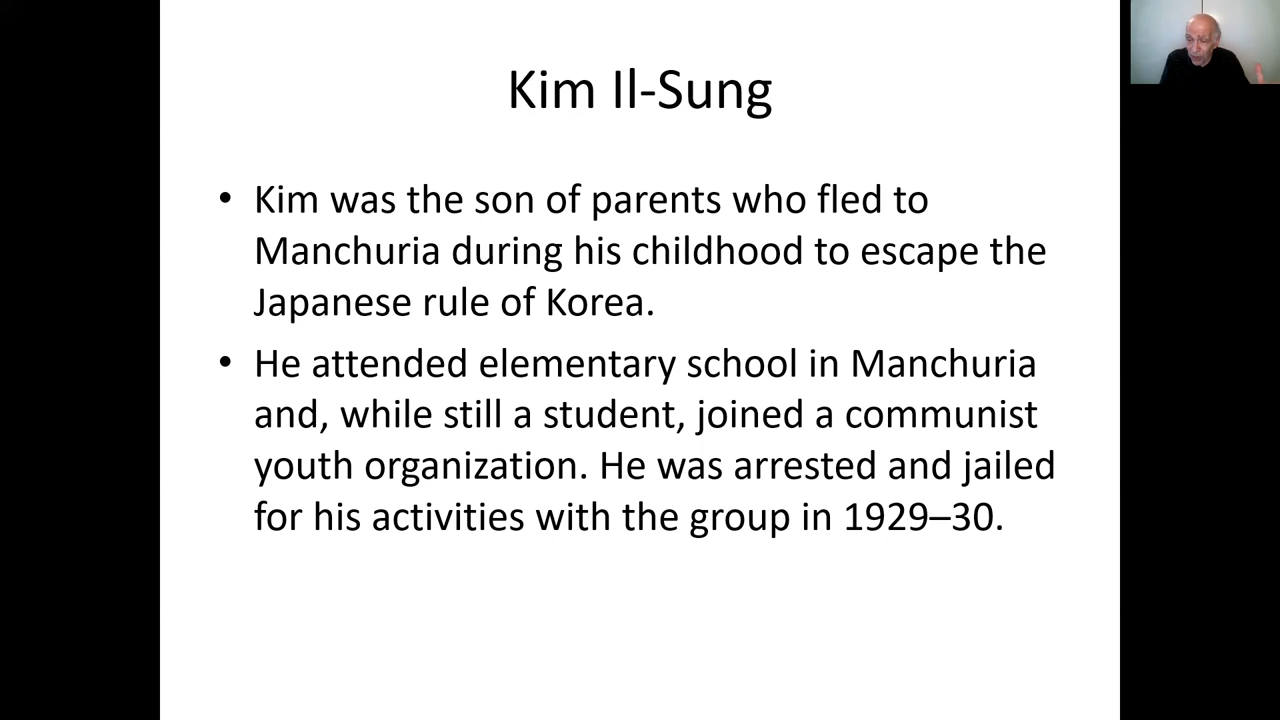 Kim Il-Sung
• Kim was the son of parents who fled to
Manchuria during his childhood to escape the
Japanese rule of Korea.
• He attended elementary school in Manchuria
and, while still a student, joined a communist
youth organization. He was arrested and jailed
for his activities with the group in 1929–30.